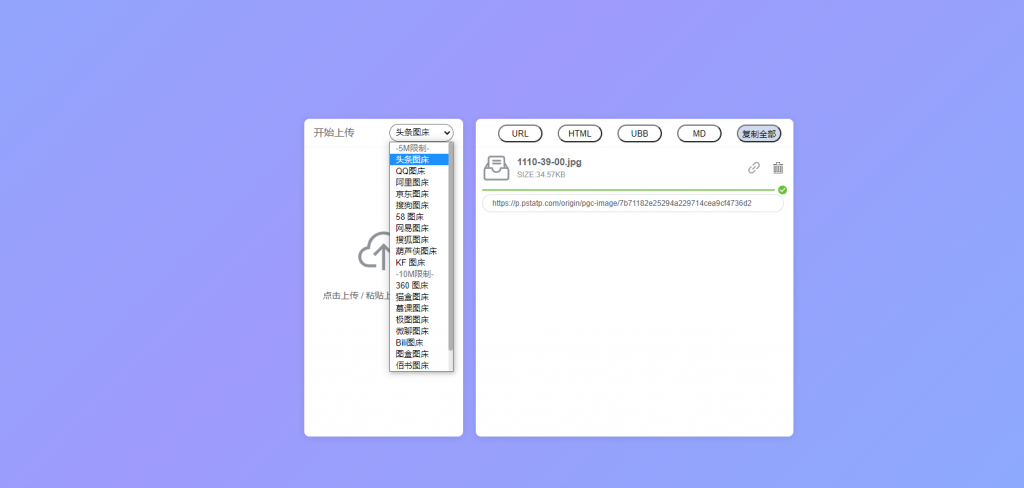 开始上传
头条图床
-5M限制-
头条图床
QQ图床
阿里图床
京东图床
搜狗图床
58 图床
网易图床
搜狐图床
葫芦侠图床
KF 图床
-10M限制-
360 图床
猫盒图床
慕课图床
极图图床
微聊图床
Bili图床
图盒图床
佰书图床
点击上传 / 粘贴上
URL
HTML
UBB
MD
复制全部
1110-39-00.jpg
SIZE:34.57KB
https://p.pstatp.com/origin/pgc-image/7b71182e25294a229714cea9cf4736d2